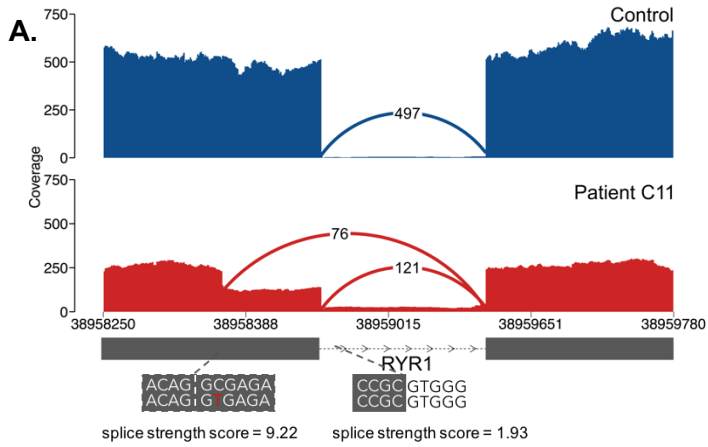 A.
Control
750
500
250
0
497
Coverage
750
Patient C11
500
250
0
76
121
38958250 38958388 38959015 38959651 38959780
RYR1
ACAG GCGAGA
ACAG GTGAGA
CCGC GTGGG
CCGC GTGGG
splice strength score = 9.22
splice strength score = 1.93